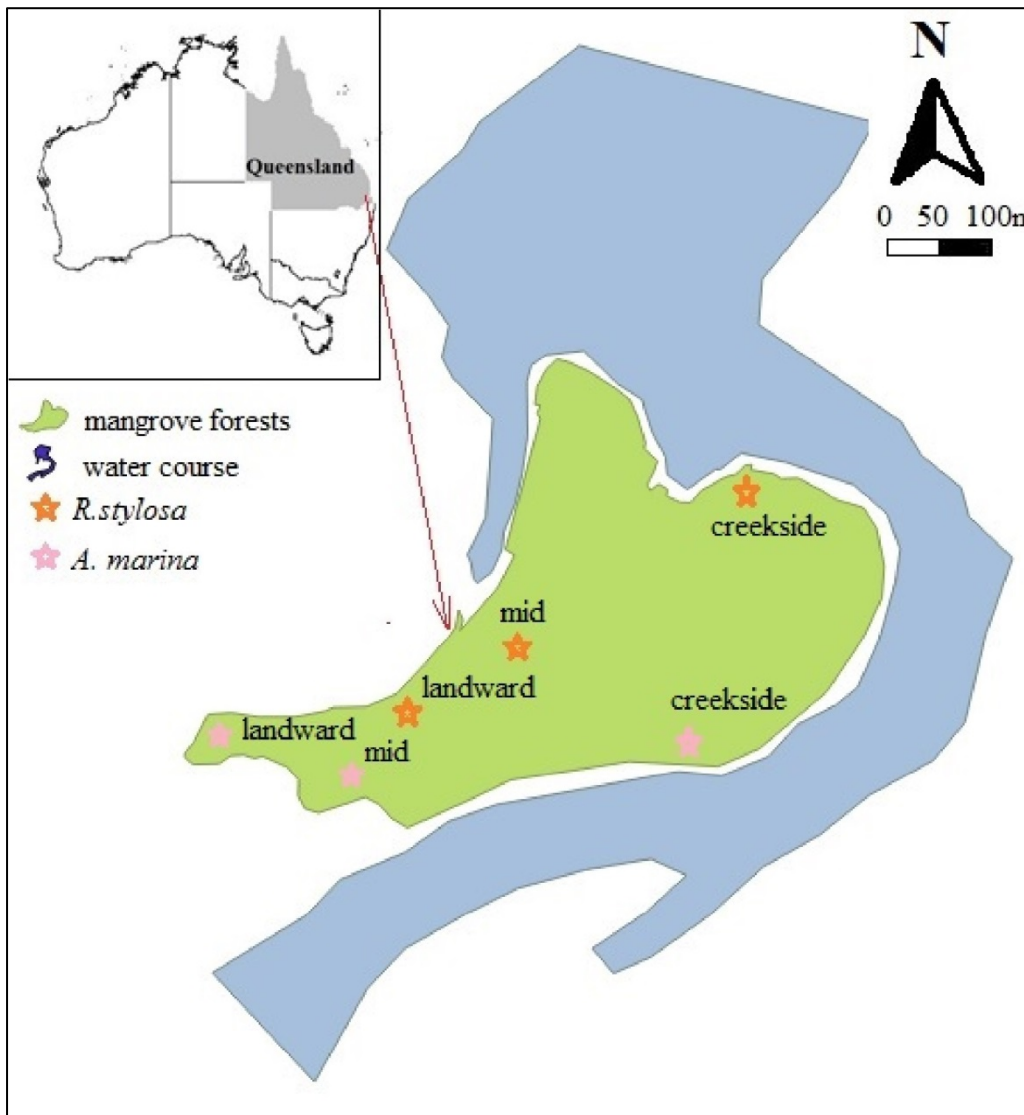 N
Queensland
0 50 100m
mangrove forests
water course
R.stylosa
A. marina
creekside
mid
landward
creekside
landward
mid